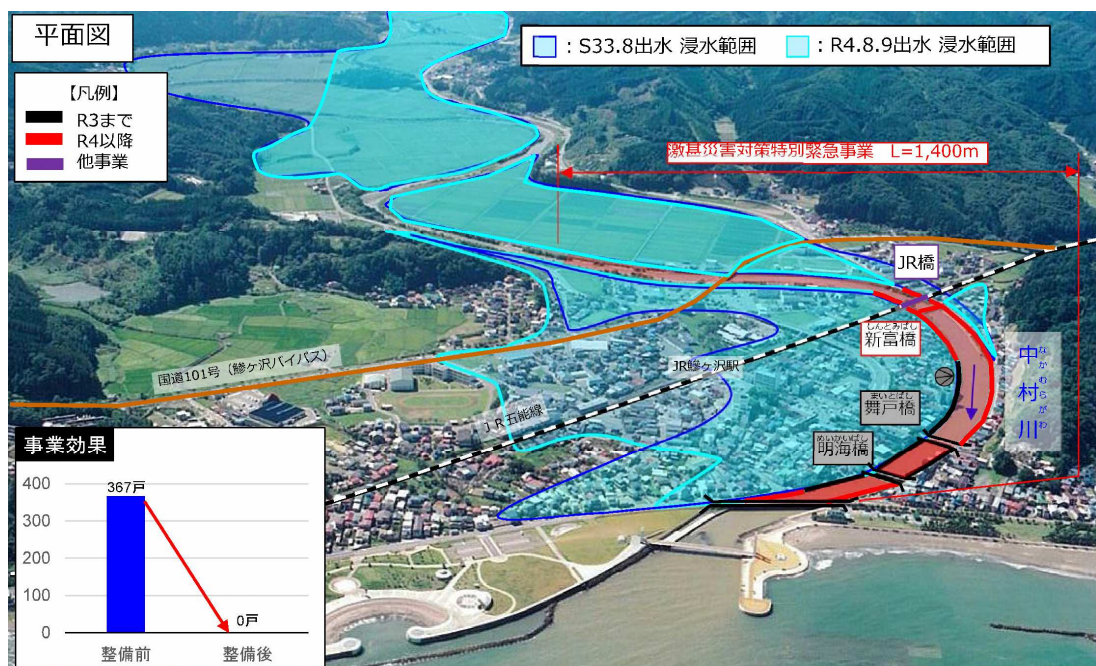 平面図
：S33.8出水 浸水範囲
：R4.8.9出水 浸水範囲
【凡例】
R3まで
R4以降
他事業
激甚災害対策特別緊急事業 L=1,400m
JR橋
しんとみばし
新富橋
国道101号（鰺ヶ沢バイパス）
JR鰺ヶ沢駅
まいとばし
舞戸橋
なかむらがわ
中村川
JR五能線
めいかいばし
明海橋
事業効果
400
367戸
300
200
100
0
0戸
整備前
整備後